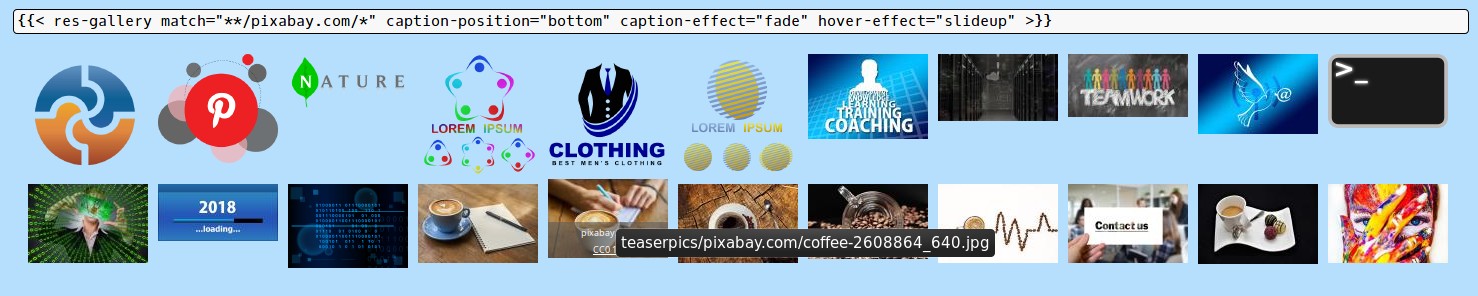 {{< res-gallery match="**/pixabay.com/*" caption-position="bottom" caption-effect="fade" hover-effect="slideup" >}}
NATURE
LOREM IPSUM
CLOTHING
BEST MEN'S CLOTHING
LOREM IPSUM
LEARNING
TRAINING
COACHING
TEAMWORK
@
>_
2018
...loading...
pixabay
CC0 1
teaserpics/pixabay.com/coffee-2608864_640.jpg
Contact us